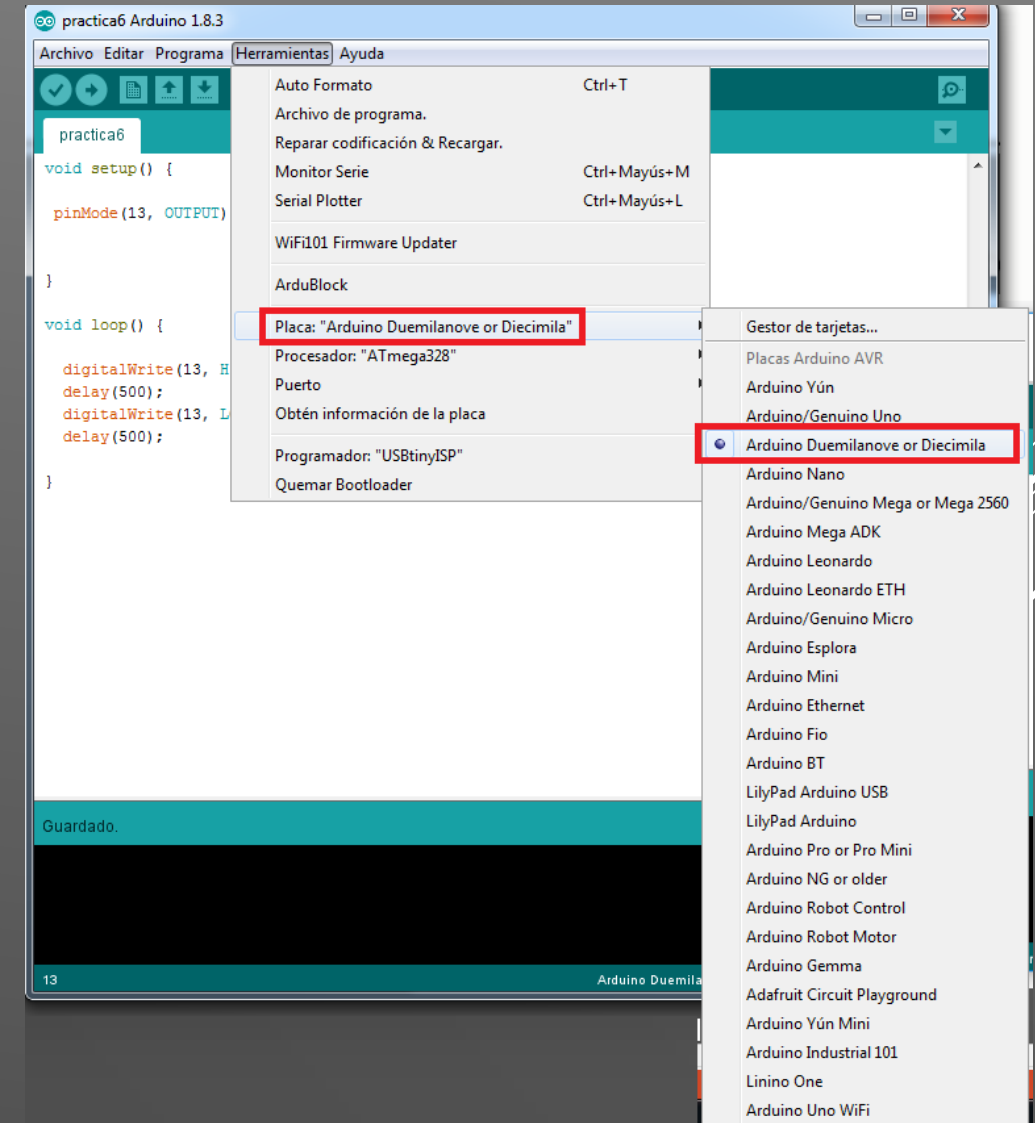 practica6 Arduino 1.8.3
Archivo Editar Programa Herramientas Ayuda
practica6
void setup() {
pinMode(13, OUTPUT)
}
void loop() {
digitalWrite(13, H
delay(500);
digitalWrite(13, L
delay(500);
}
Auto Formato Ctrl+T
Archivo de programa.
Reparar codificación & Recargar.
Monitor Serie Ctrl+Mayús+M
Serial Plotter Ctrl+Mayús+L
WiFi101 Firmware Updater
ArduBlock
Placa: "Arduino Duemilanove or Diecimila"
Procesador: "ATmega328"
Puerto
Obtén información de la placa
Programador: "USBtinyISP"
Quemar Bootloader
Gestor de tarjetas...
Placas Arduino AVR
Arduino Yún
Arduino/Genuino Uno
Arduino Duemilanove or Diecimila
Arduino Nano
Arduino/Genuino Mega or Mega 2560
Arduino Mega ADK
Arduino Leonardo
Arduino Leonardo ETH
Arduino/Genuino Micro
Arduino Esplora
Arduino Mini
Arduino Ethernet
Arduino Fio
Arduino BT
LilyPad Arduino USB
LilyPad Arduino
Arduino Pro or Pro Mini
Arduino NG or older
Arduino Robot Control
Arduino Robot Motor
Arduino Gemma
Adafruit Circuit Playground
Arduino Yún Mini
Arduino Industrial 101
Linino One
Arduino Uno WiFi
Guardado.
13 Arduino Duemila